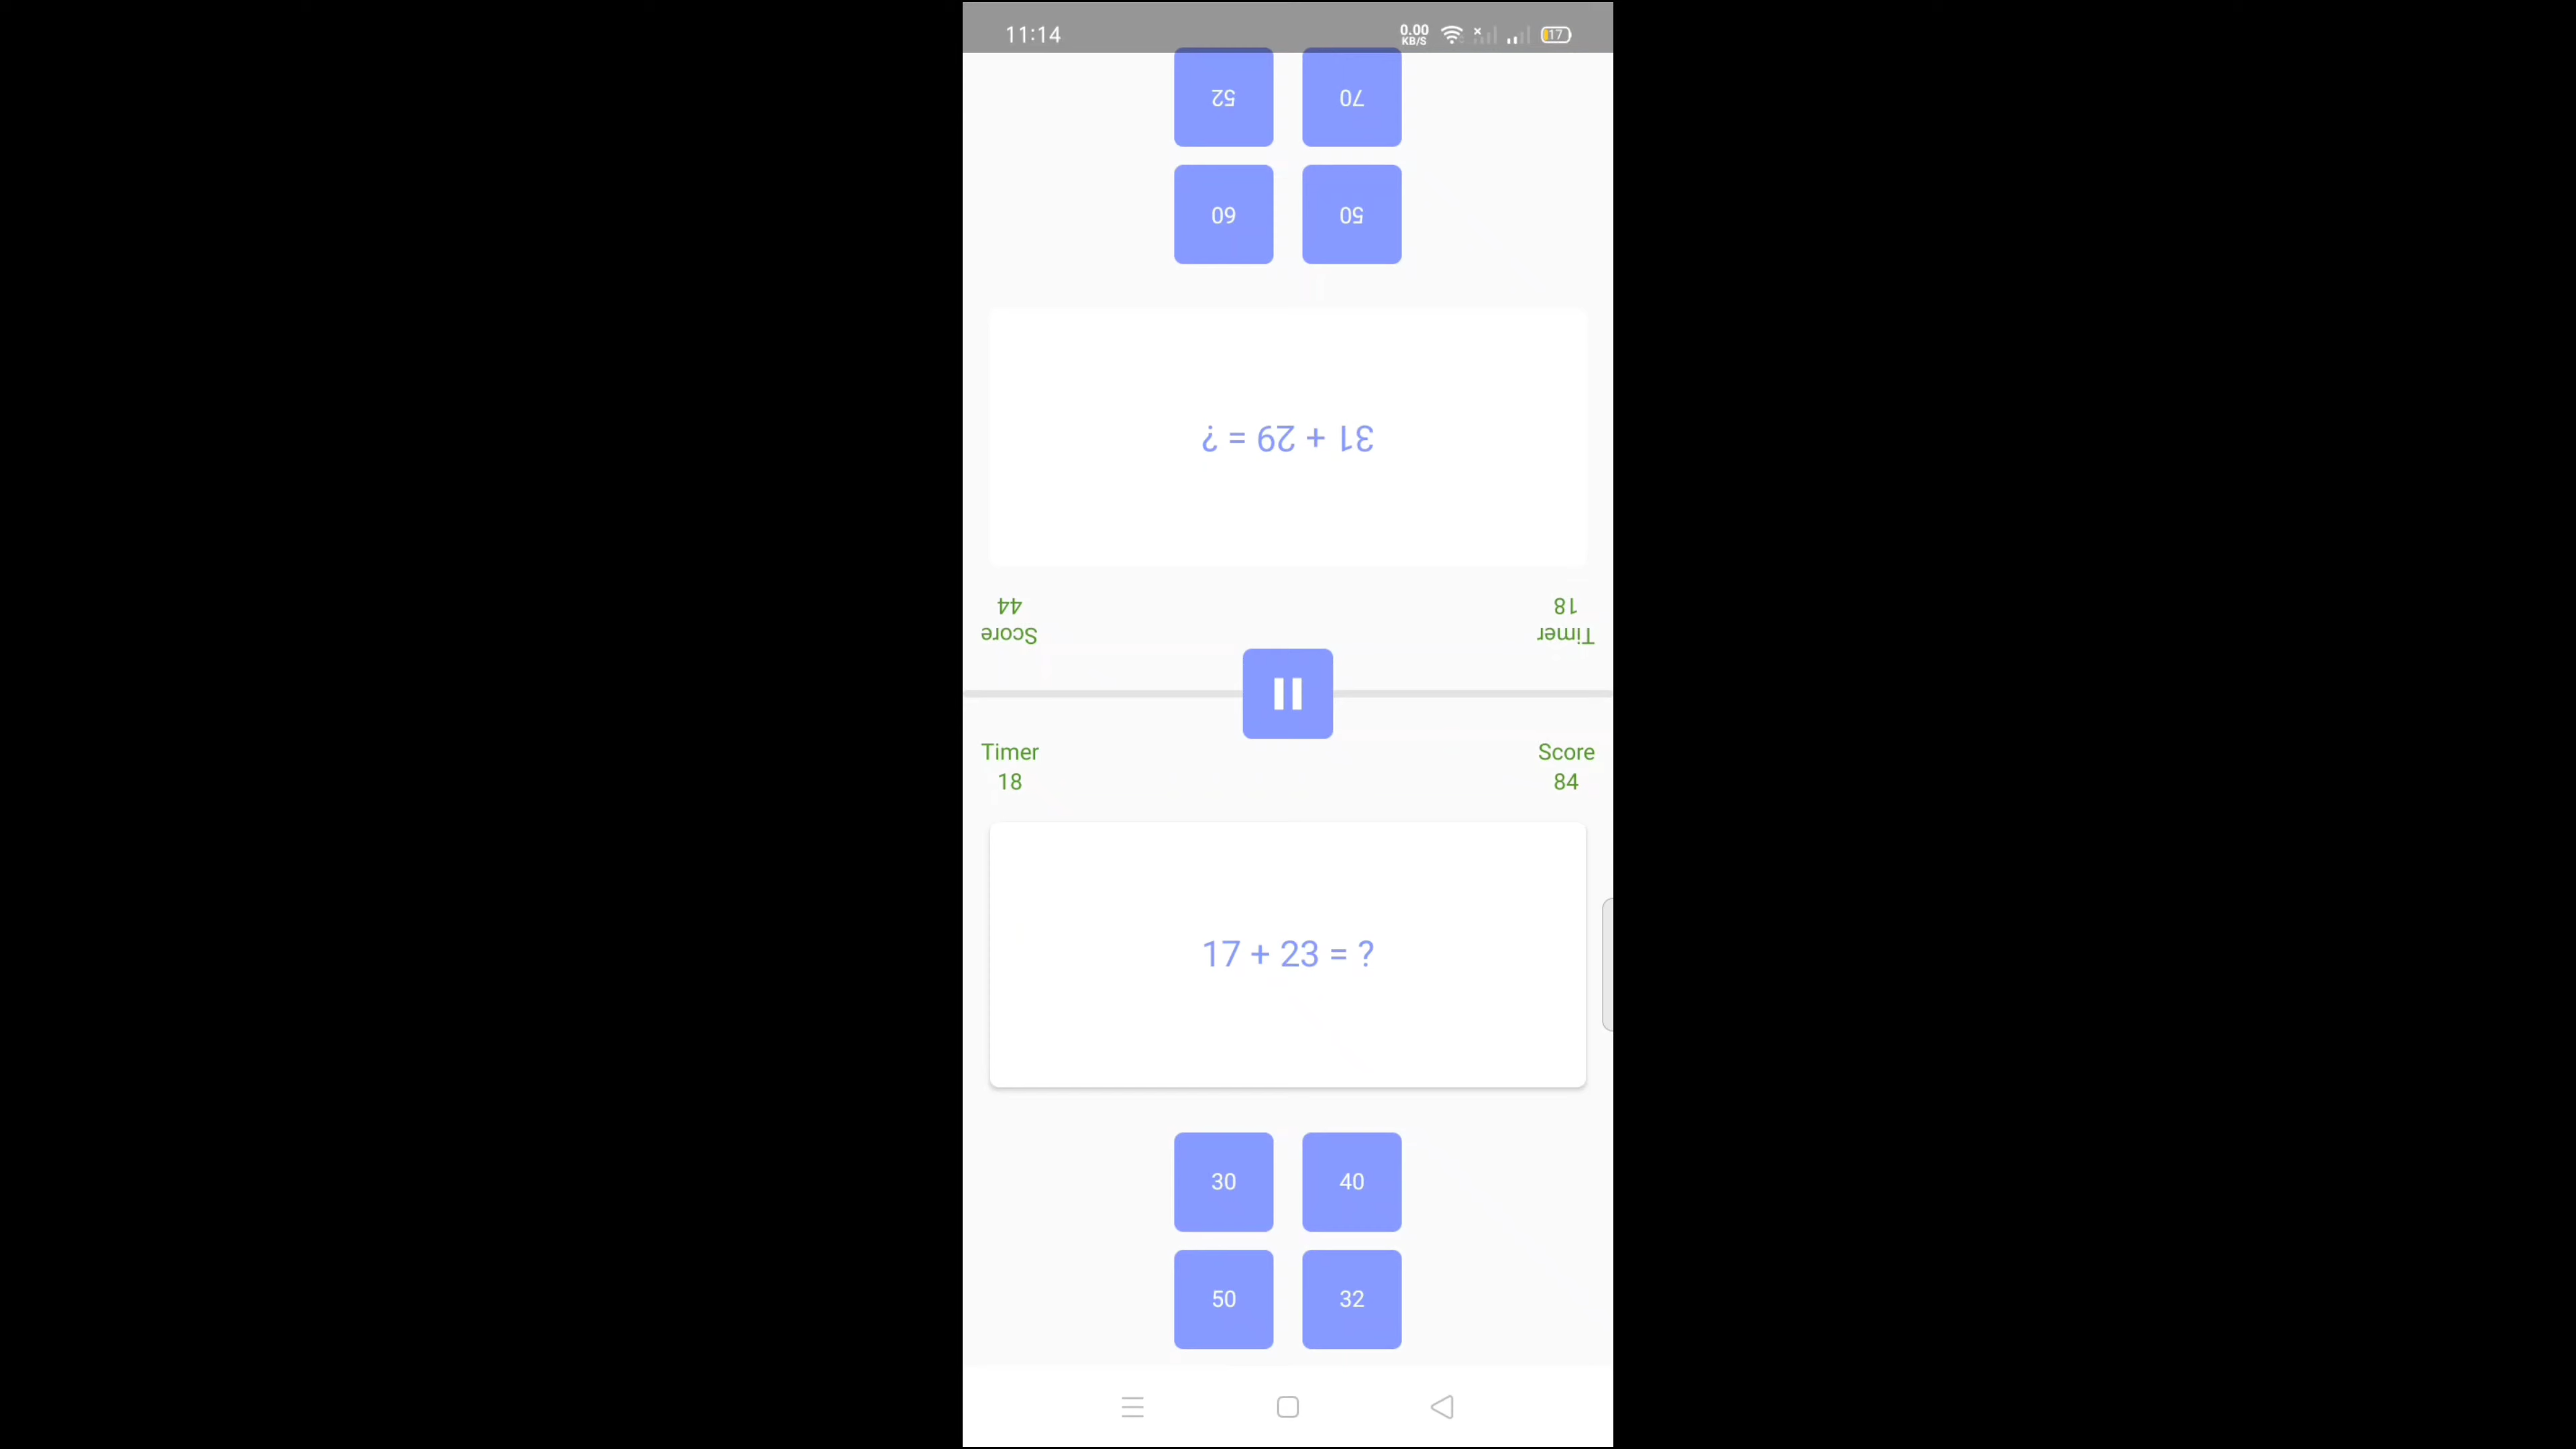 11:14
0.00
KB/S
17
52 70
60 50
31 + 29 = ?
44 18
Score Timer
Timer Score
18 84
17 + 23 = ?
30 40
50 32